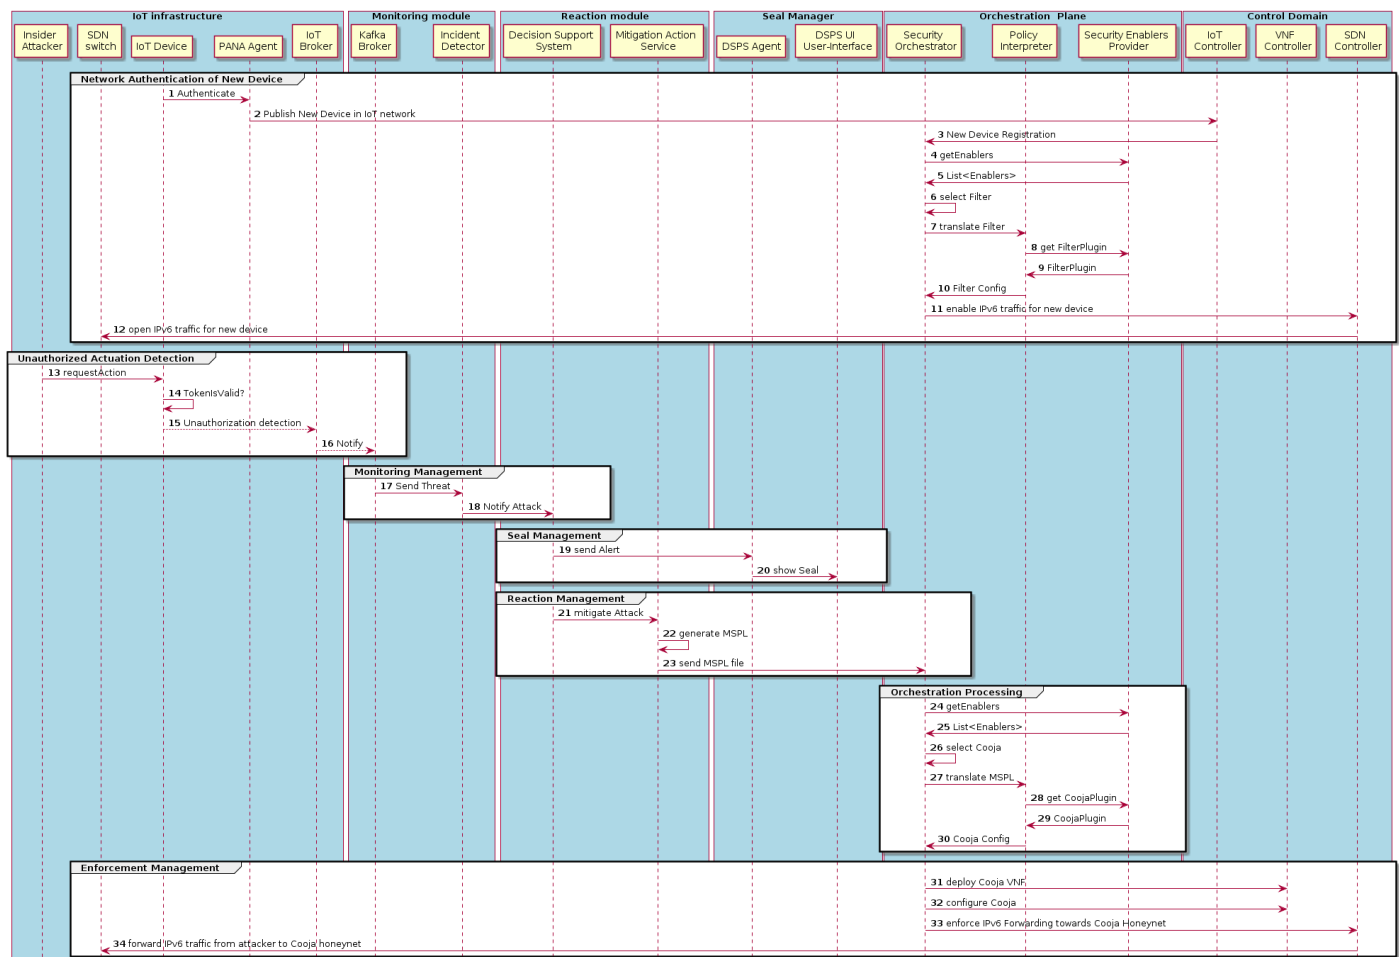 IoT infrastructure
Monitoring module
Reaction module
Seal Manager
Orchestration Plane
Control Domain
Insider
Attacker
SDN
switch
IoT Device
PANA Agent
IoT
Broker
Kafka
Broker
Incident
Detector
Decision Support
System
Mitigation Action
Service
DSPS Agent
DSPS UI
User-Interface
Security
Orchestrator
Policy
Interpreter
Security Enablers
Provider
IoT
Controller
VNF
Controller
SDN
Controller
Network Authentication of New Device
1 Authenticate
2 Publish New Device in IoT network
3 New Device Registration
4 getEnablers
5 List<Enablers>
6 select Filter
7 translate Filter
8 get FilterPlugin
9 FilterPlugin
10 Filter Config
11 enable IPv6 traffic for new device
12 open IPv6 traffic for new device
Unauthorized Actuation Detection
13 requestAction
14 TokenIsValid?
15 Unauthorization detection
16 Notify
Monitoring Management
17 Send Threat
18 Notify Attack
Seal Management
19 send Alert
20 show Seal
Reaction Management
21 mitigate Attack
22 generate MSPL
23 send MSPL file
Orchestration Processing
24 getEnablers
25 List<Enablers>
26 select Cooja
27 translate MSPL
28 get CoojaPlugin
29 CoojaPlugin
30 Cooja Config
Enforcement Management
31 deploy Cooja VNF
32 configure Cooja
33 enforce IPv6 Forwarding towards Cooja Honeynet
34 forward IPv6 traffic from attacker to Cooja honeynet